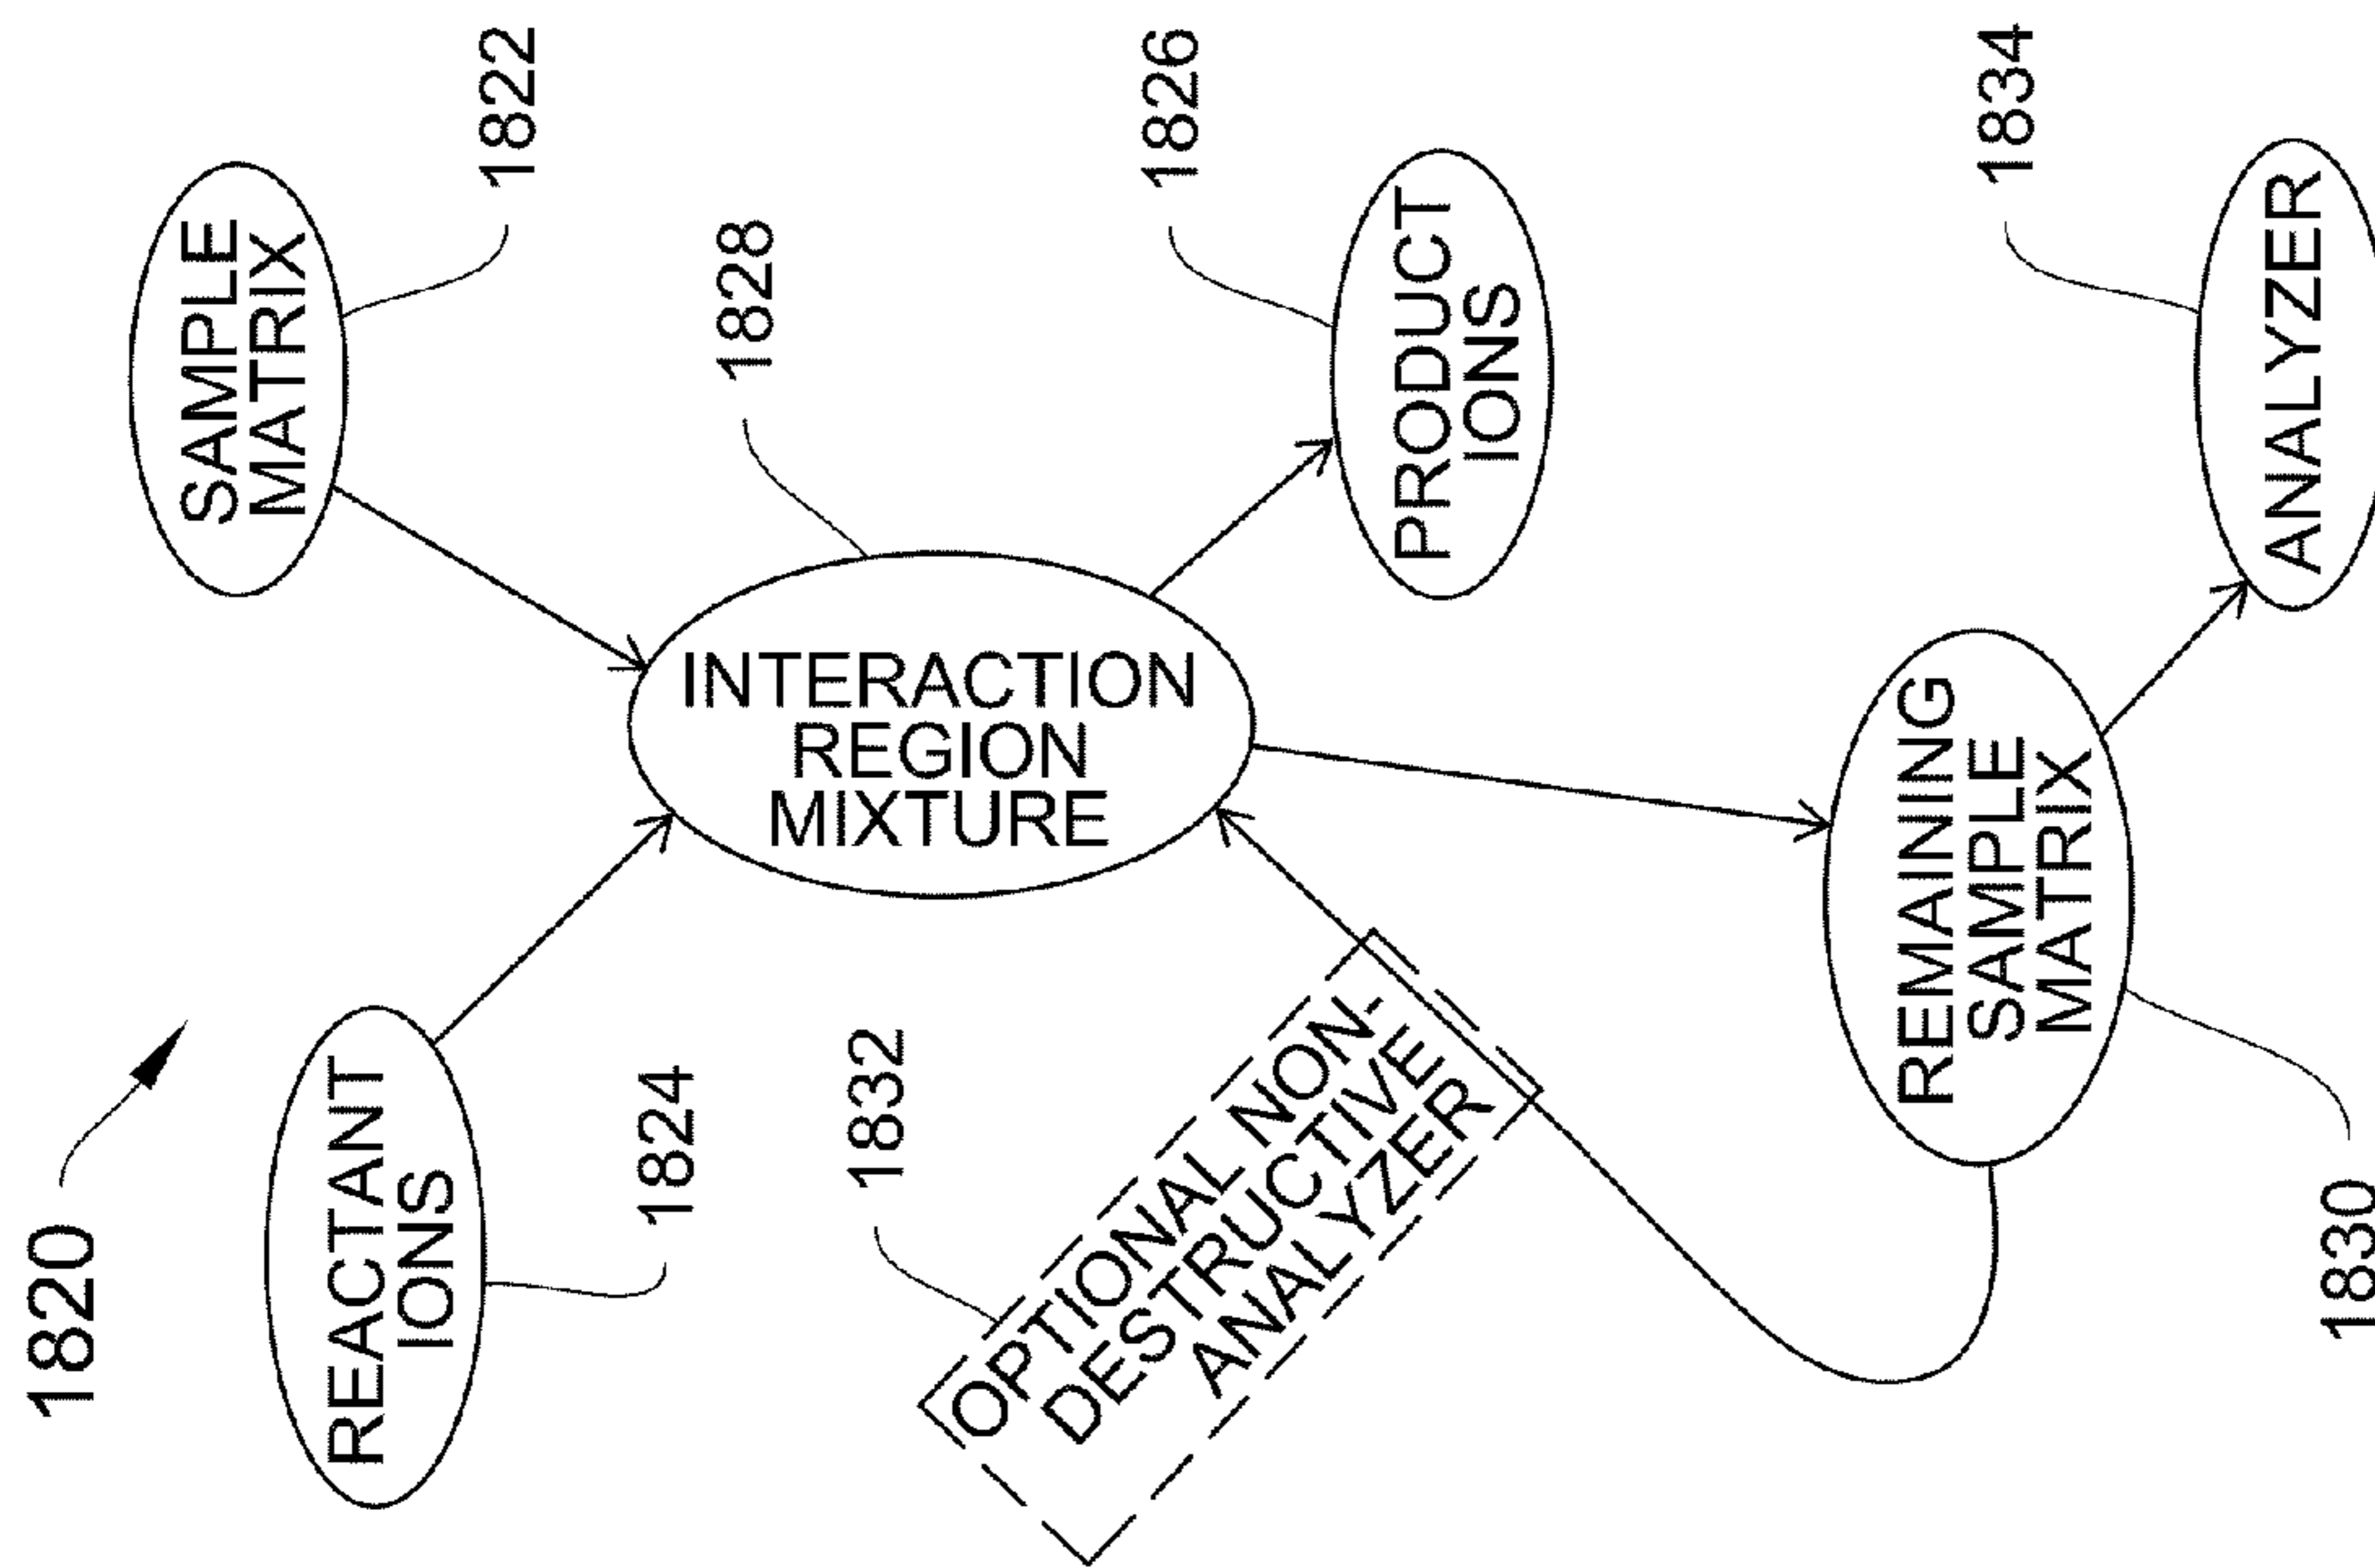 1820
REACTANT
IONS
1824
SAMPLE
MATRIX
1822
INTERACTION
REGION
MIXTURE
1828
OPTIONAL NON-
DESTRUCTIVE
ANALYZER
1832
PRODUCT
IONS
1826
REMAINING
SAMPLE
MATRIX
1830
ANALYZER
1834